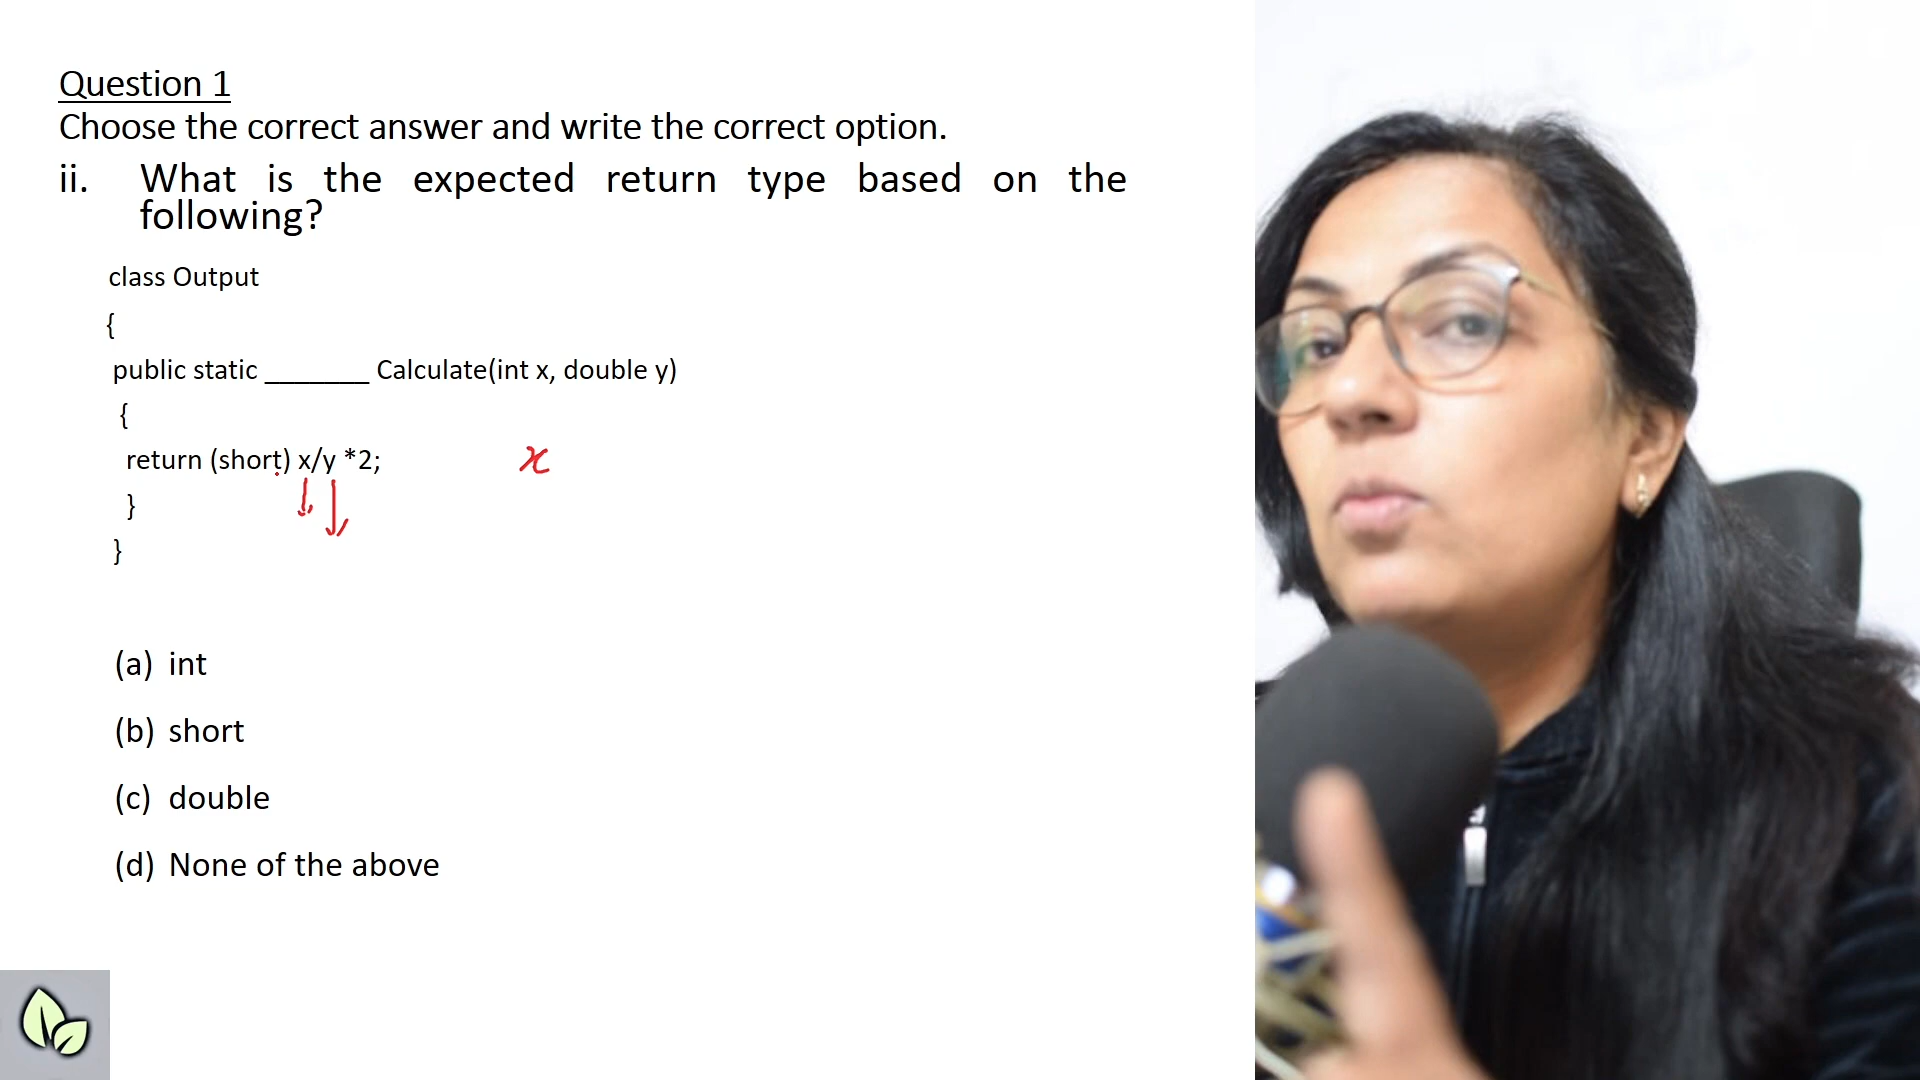 Question 1
Choose the correct answer and write the correct option.
ii. What is the expected return type based on the
following?
class Output
{
public static _______ Calculate(int x, double y)
{
return (short) x/y *2;
x
}
}
(a) int
(b) short
(c) double
(d) None of the above